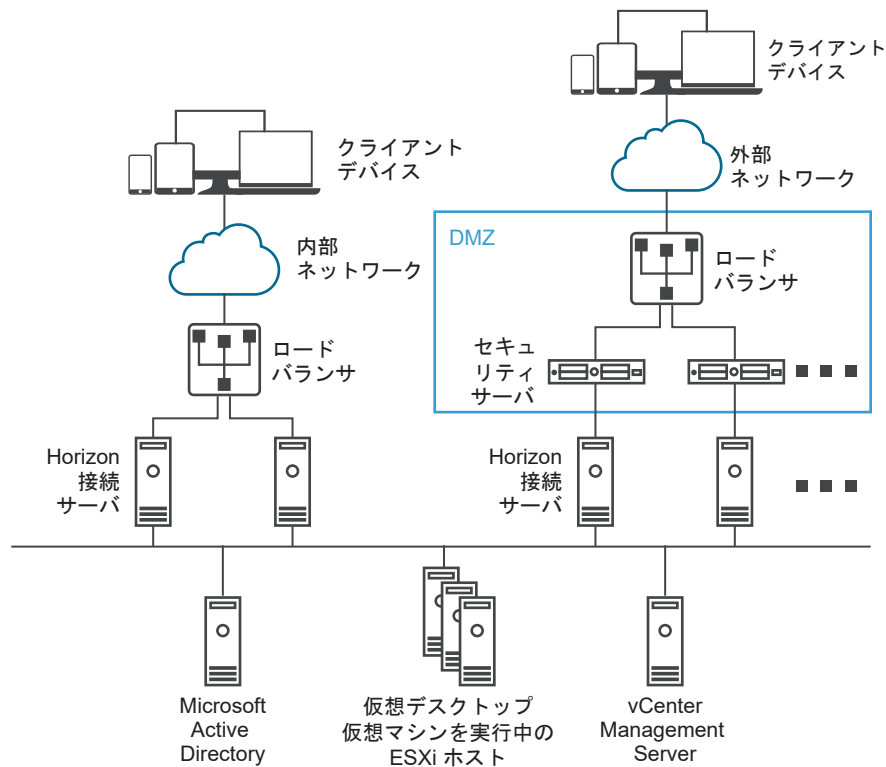 クライアント
デバイス
外部
ネットワーク
クライアント
デバイス
内部
ネットワーク
ロード
バランサ
DMZ
ロード
バランサ
セキュ
リティ
サーバ
Horizon
接続
サーバ
Horizon
接続
サーバ
Microsoft
Active
Directory
仮想デスクトップ
仮想マシンを実行中の
ESXi ホスト
vCenter
Management
Server